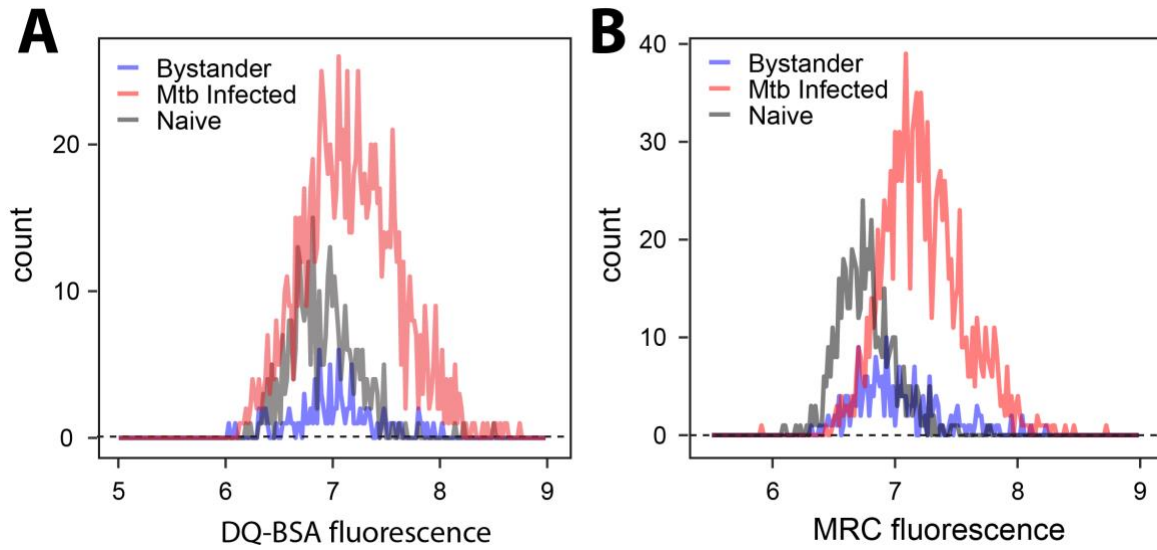 A
Bystander
Mtb Infected
Naive
20
10
0
count
5 6 7 8 9
DQ-BSA fluorescence
B
Bystander
Mtb Infected
Naive
40
30
20
10
0
count
6 7 8 9
MRC fluorescence